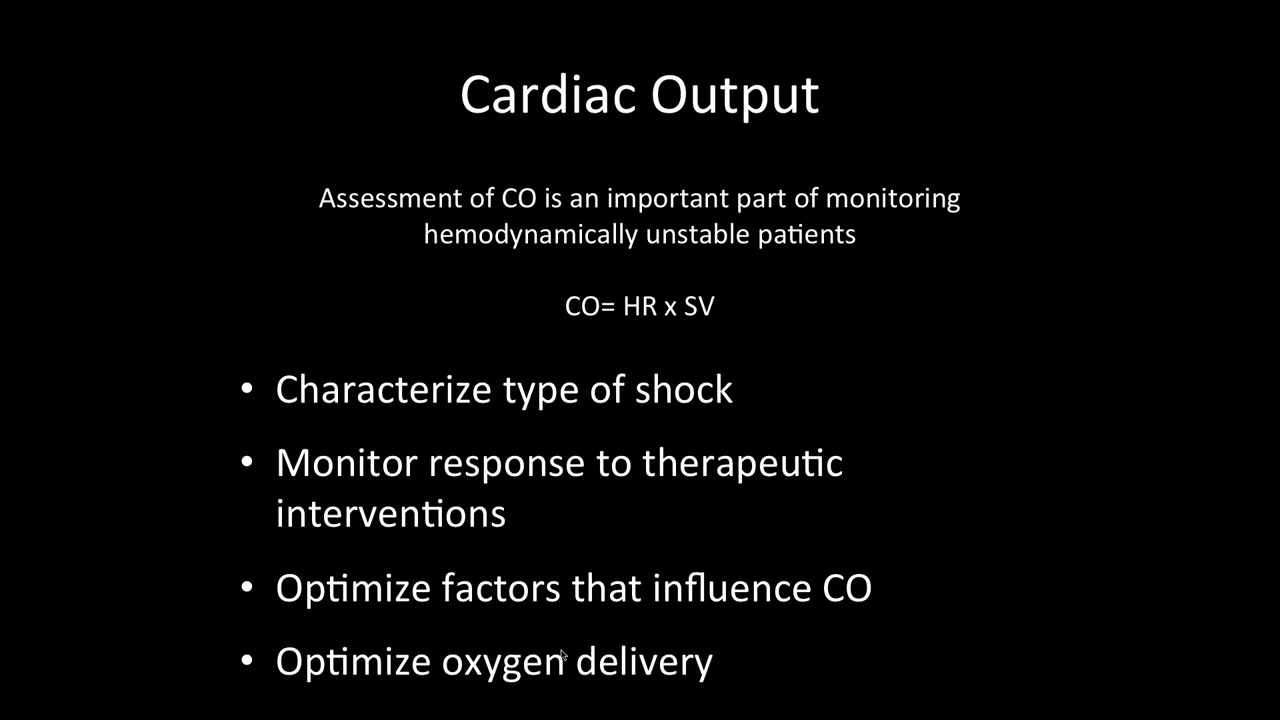 Cardiac Output
Assessment of CO is an important part of monitoring
hemodynamically unstable patients
CO= HR x SV
• Characterize type of shock
• Monitor response to therapeutic
interventions
• Optimize factors that influence CO
• Optimize oxygen delivery